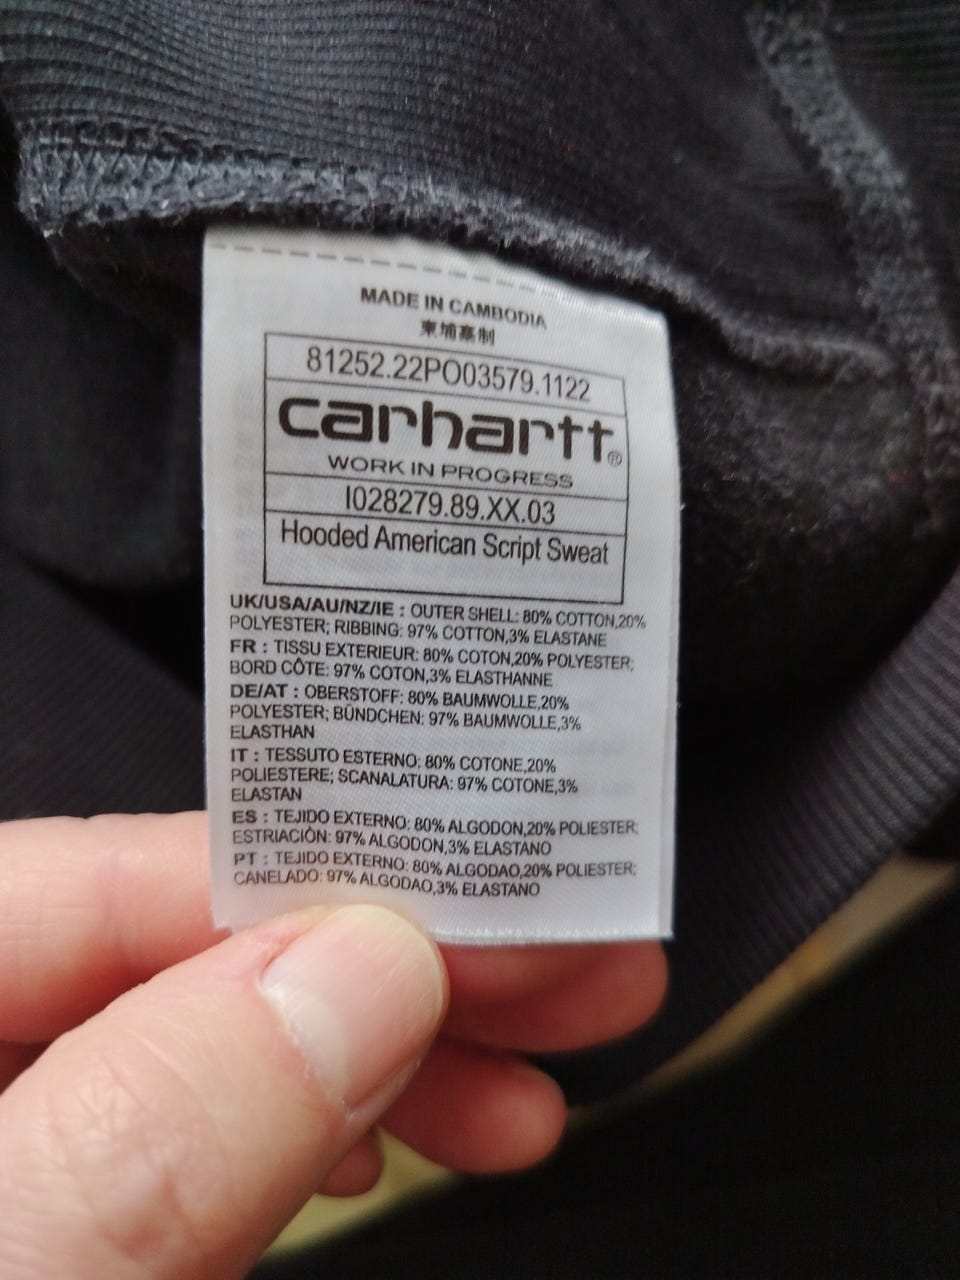 MADE IN CAMBODIA
柬埔寨制
81252.22PO03579.1122
carhartt®
WORK IN PROGRESS
I028279.89.XX.03
Hooded American Script Sweat
UK/USA/AU/NZ/IE : OUTER SHELL: 80% COTTON,20%
POLYESTER; RIBBING: 97% COTTON,3% ELASTANE
FR : TISSU EXTERIEUR: 80% COTON,20% POLYESTER;
BORD CÔTE: 97% COTON,3% ELASTHANNE
DE/AT : OBERSTOFF: 80% BAUMWOLLE,20%
POLYESTER; BÜNDCHEN: 97% BAUMWOLLE,3%
ELASTHAN
IT : TESSUTO ESTERNO: 80% COTONE,20%
POLIESTERE; SCANALATURA: 97% COTONE,3%
ELASTAN
ES : TEJIDO EXTERNO: 80% ALGODON,20% POLIESTER;
ESTRIACIÒN: 97% ALGODON,3% ELASTANO
PT : TEJIDO EXTERNO: 80% ALGODAO,20% POLIESTER;
CANELADO: 97% ALGODAO,3% ELASTANO